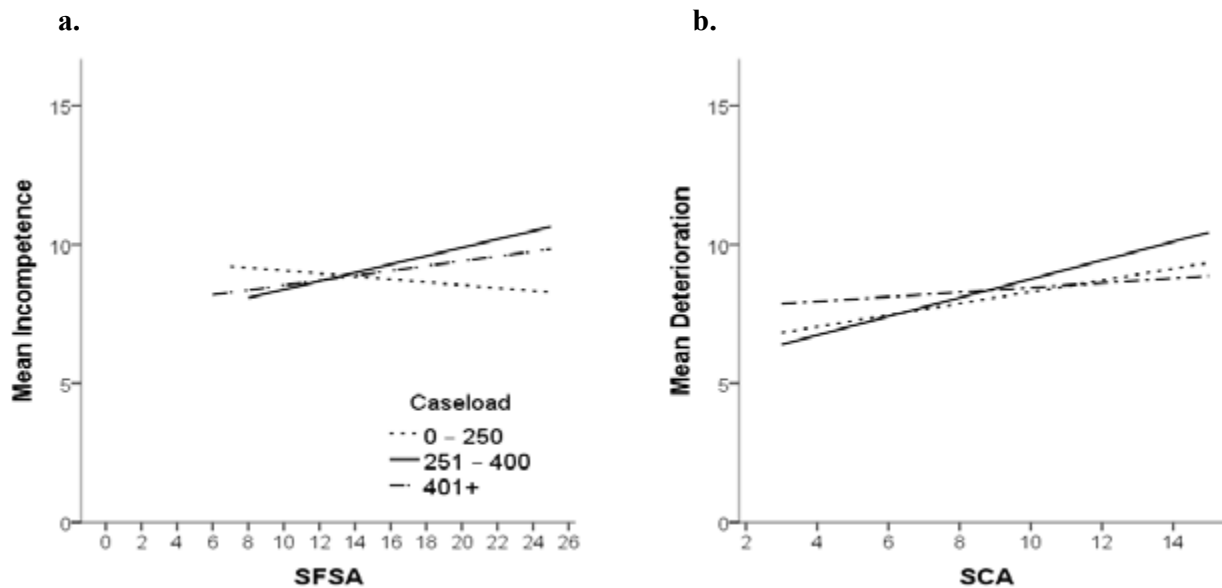 a.
15
10
5
0
Mean Incompetence
Caseload
0 – 250
251 – 400
401+
0 2 4 6 8 10 12 14 16 18 20 22 24 26
SFSA
b.
15
10
5
0
Mean Deterioration
2 4 6 8 10 12 14
SCA